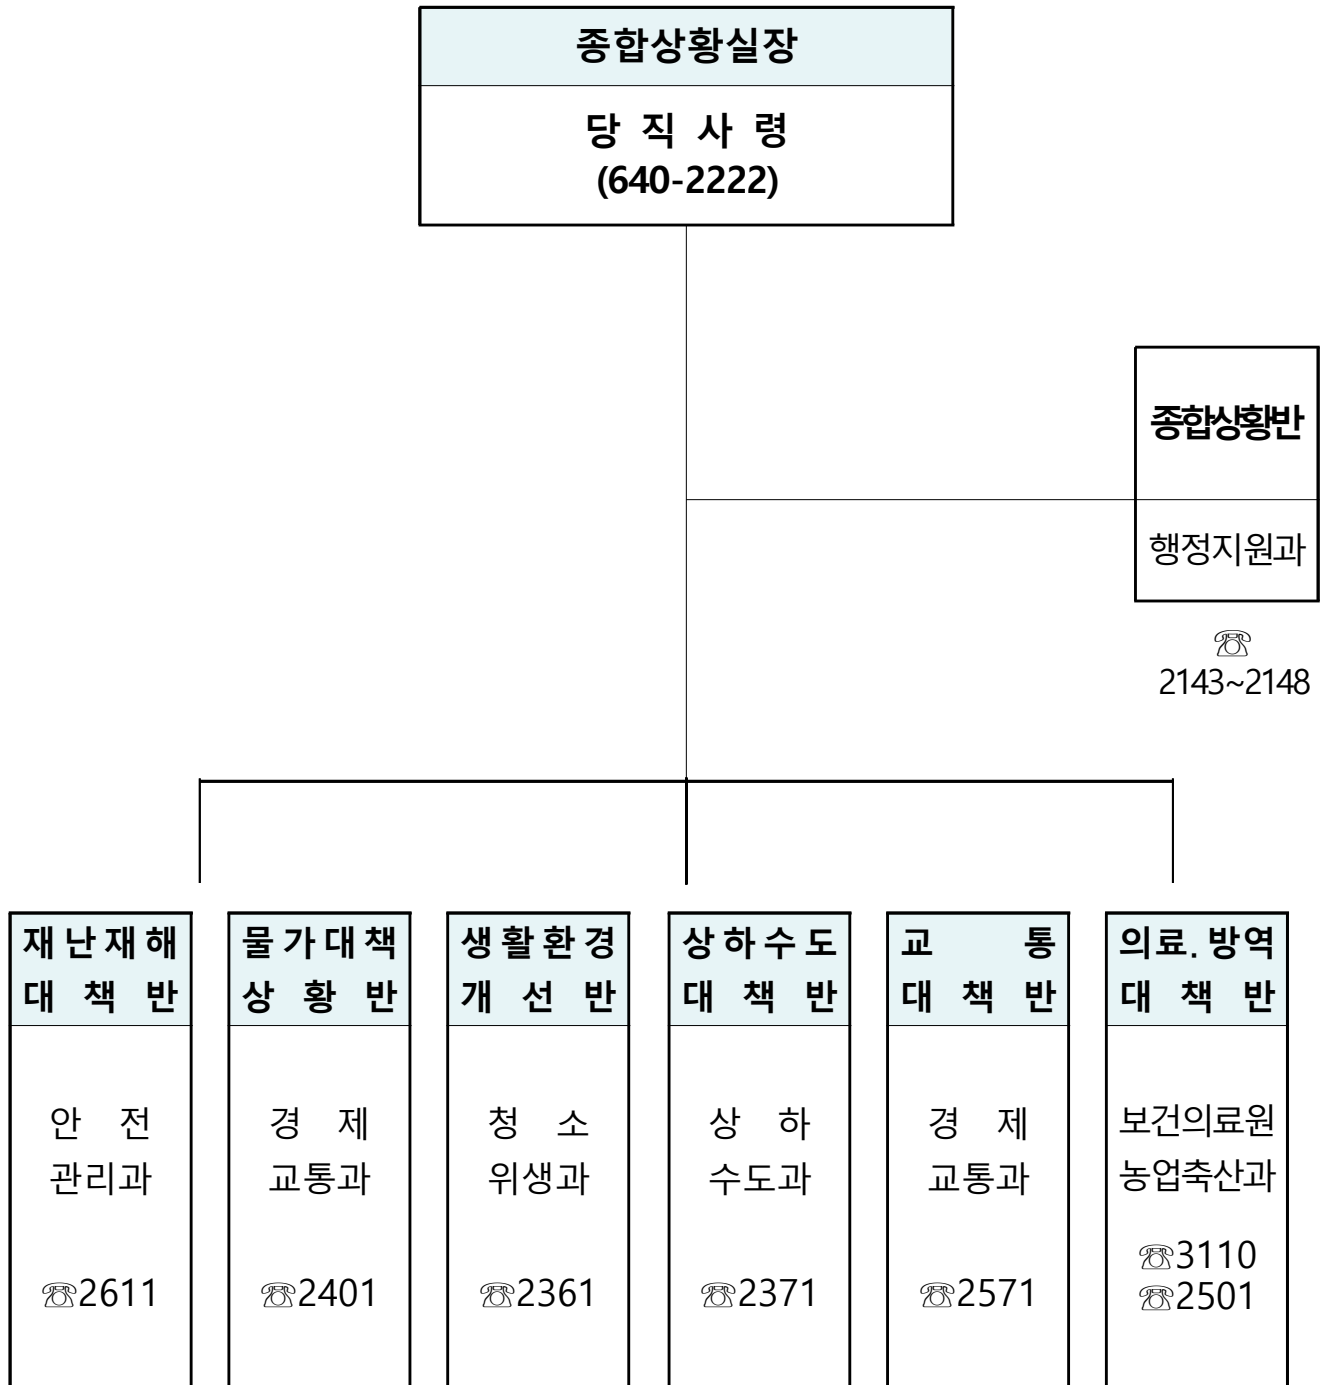 종합상황실장
당 직 사 령
(640-2222)
종합상황반
행정지원과
☏
2143~2148
재난재해
대 책 반
안 전
관리과
☏2611
물가대책
상 황 반
경 제
교통과
☏2401
생활환경
개 선 반
청 소
위생과
☏2361
상하수도
대 책 반
상 하
수도과
☏2371
교 통
대 책 반
경 제
교통과
☏2571
의료. 방역
대 책 반
보건의료원
농업축산과
☏3110
☏2501